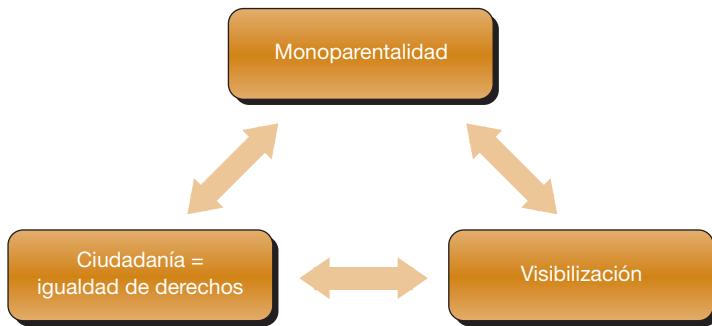 Monoparentalidad
Ciudadanía =
igualdad de derechos
Visibilización